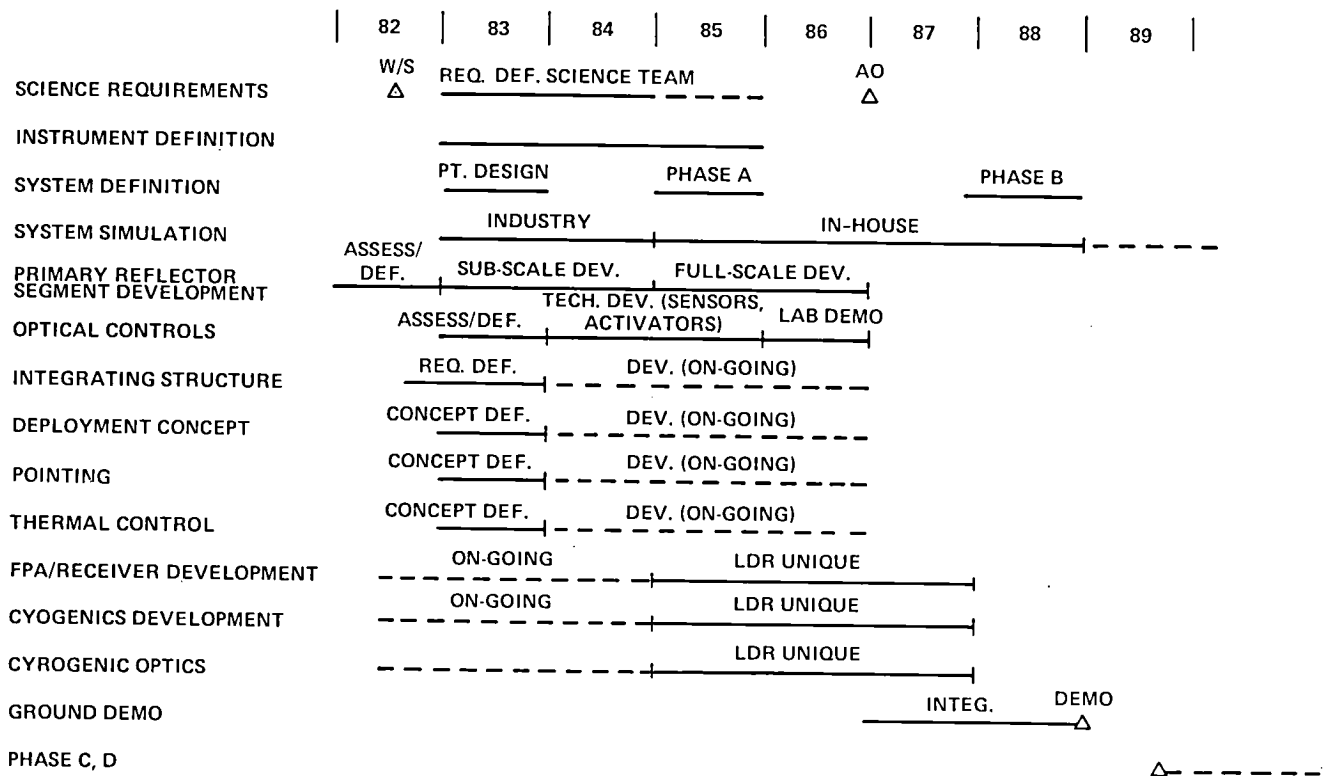 82 83 84 85 86 87 88 89
W/S REQ. DEF. SCIENCE TEAM AO
SCIENCE REQUIREMENTS
INSTRUMENT DEFINITION
PT. DESIGN PHASE A PHASE B
SYSTEM DEFINITION
INDUSTRY IN-HOUSE
SYSTEM SIMULATION
ASSESS/
DEF. SUB-SCALE DEV. FULL-SCALE DEV.
PRIMARY REFLECTOR
SEGMENT DEVELOPMENT
TECH. DEV. (SENSORS,
ASSESS/DEF. ACTIVATORS) LAB DEMO
OPTICAL CONTROLS
REQ. DEF. DEV. (ON-GOING)
INTEGRATING STRUCTURE
CONCEPT DEF. DEV. (ON-GOING)
DEPLOYMENT CONCEPT
CONCEPT DEF. DEV. (ON-GOING)
POINTING
CONCEPT DEF. DEV. (ON-GOING)
THERMAL CONTROL
ON-GOING LDR UNIQUE
FPA/RECEIVER DEVELOPMENT
ON-GOING LDR UNIQUE
CYOGENICS DEVELOPMENT
LDR UNIQUE
CYROGENIC OPTICS
INTEG. DEMO
GROUND DEMO
PHASE C, D